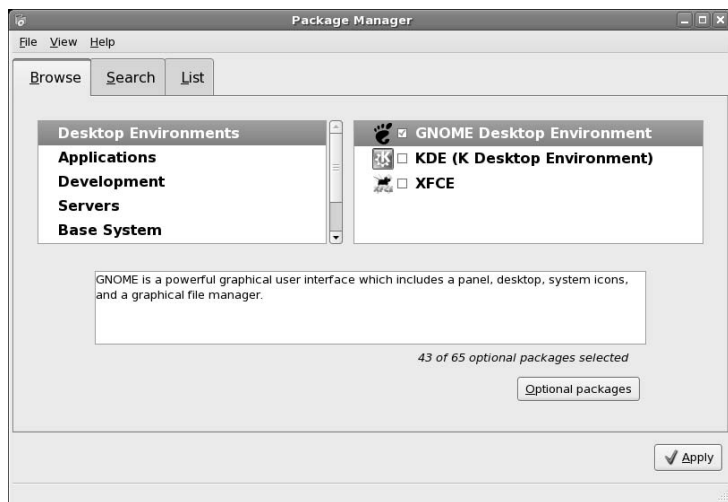 Package Manager
File View Help
Browse Search List
Desktop Environments
Applications
Development
Servers
Base System
GNOME Desktop Environment
KDE (K Desktop Environment)
XFCE
GNOME is a powerful graphical user interface which includes a panel, desktop, system icons,
and a graphical file manager.
43 of 65 optional packages selected
Optional packages
Apply